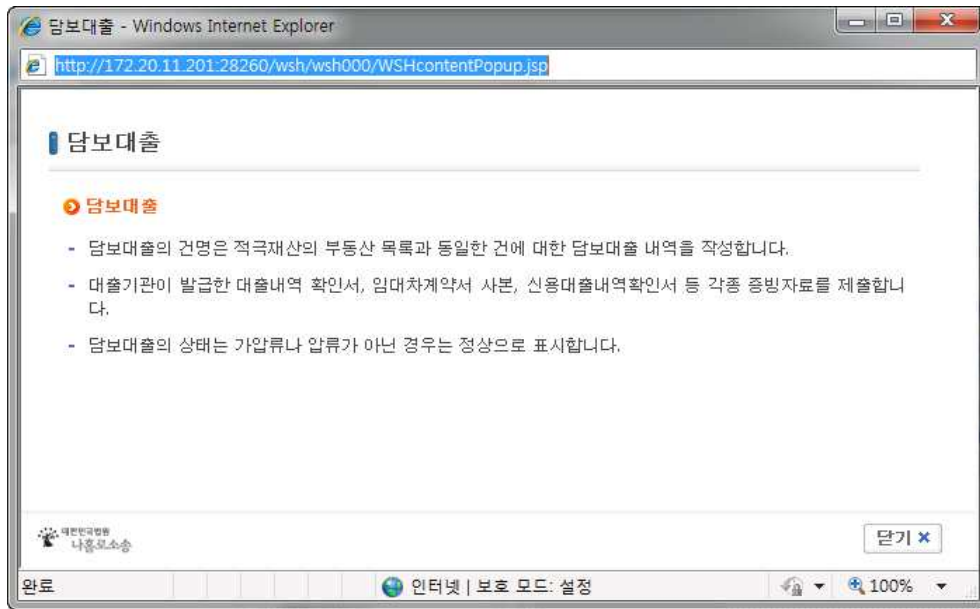 담보대출 - Windows Internet Explorer
http://172.20.11.201:28260/wsh/wsh000/WSHcontentPopup.jsp
담보대출
담보대출
- 담보대출의 건명은 적극재산의 부동산 목록과 동일한 건에 대한 담보대출 내역을 작성합니다.
- 대출기관이 발급한 대출내역 확인서, 임대차계약서 사본, 신용대출내역확인서 등 각종 증빙자료를 제출합니
다.
- 담보대출의 상태는 가압류나 압류가 아닌 경우는 정상으로 표시합니다.
대한민국법원
나홀로소송
닫기
완료
인터넷 | 보호 모드: 설정
100%